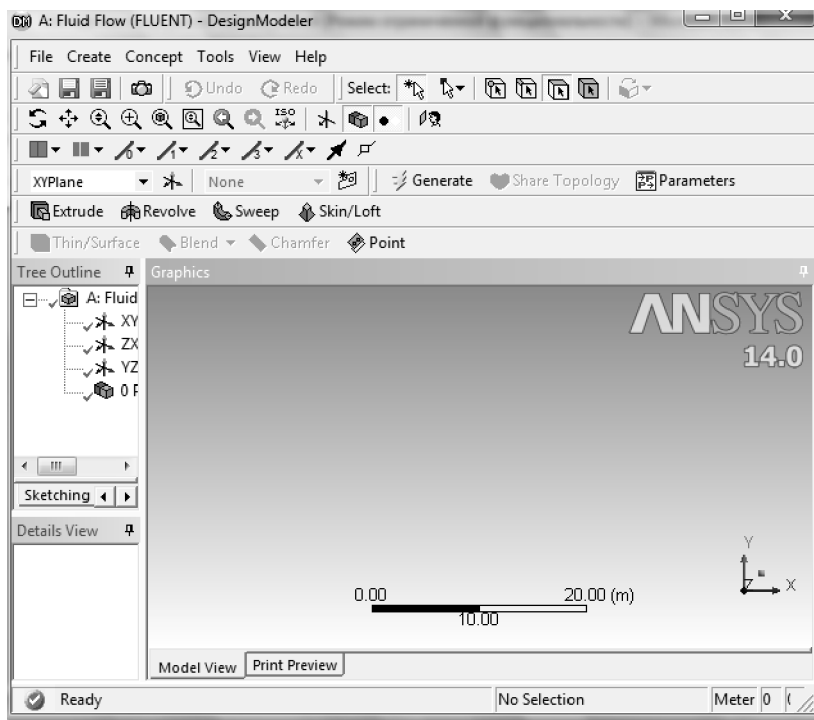 A: Fluid Flow (FLUENT) - DesignModeler
File Create Concept Tools View Help
Undo Redo Select:
ISO
XYPlane None Generate Share Topology Parameters
Extrude Revolve Sweep Skin/Loft
Thin/Surface Blend Chamfer Point
Tree Outline
Graphics
A: Fluid
XY
ZX
YZ
0 P
Sketching
Details View
ANSYS
14.0
0.00
20.00 (m)
10.00
Y
Z
X
Model View Print Preview
Ready
No Selection
Meter 0